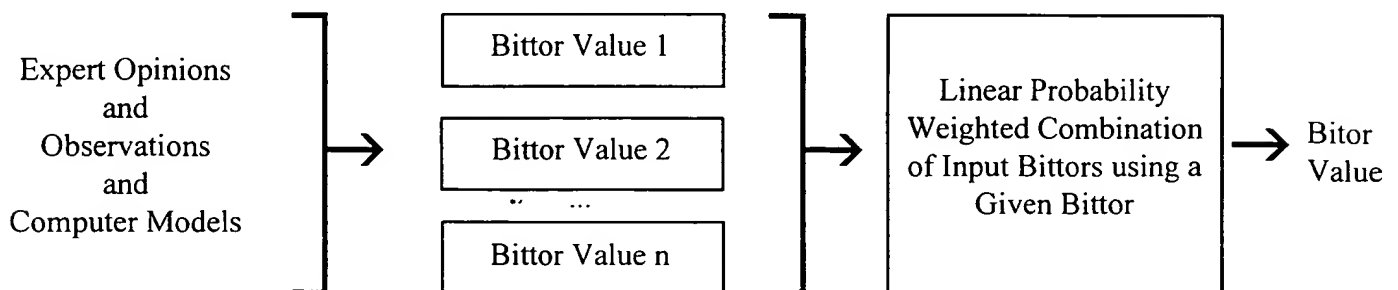 Expert Opinions
and
Observations
and
Computer Models
Bittor Value 1
Bittor Value 2
...
Bittor Value n
Linear Probability
Weighted Combination
of Input Bittors using a
Given Bittor
Bitor
Value